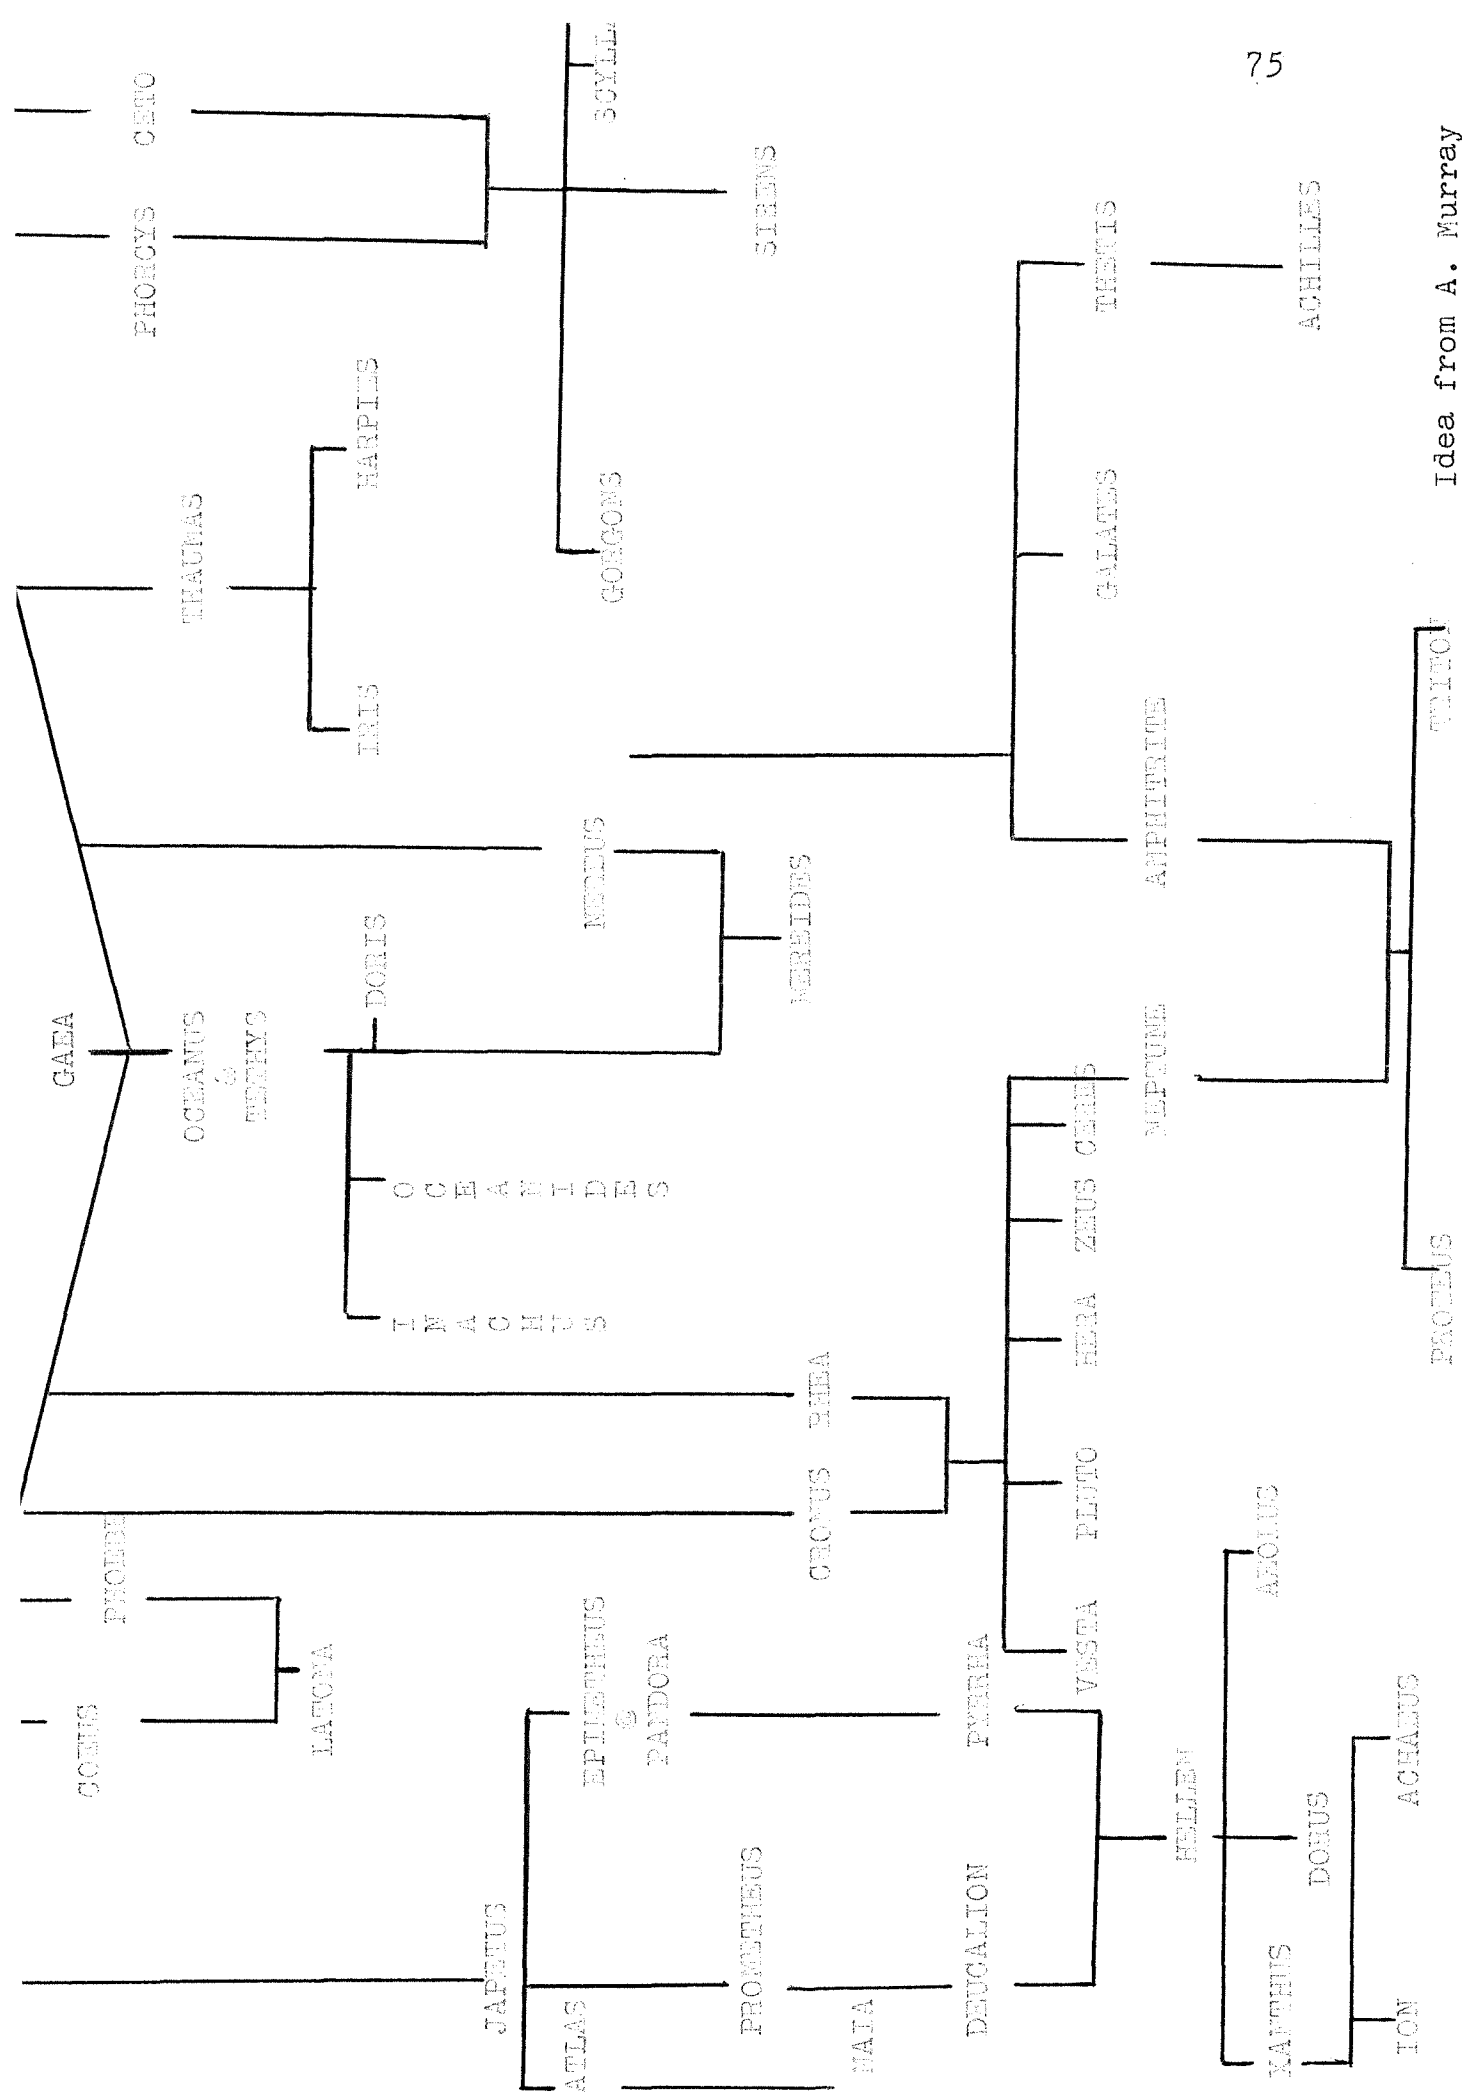 75
GAEA
COEUS PHOEBE OCEANUS THAUMAS PHORCYS CETO
&
TETHYS
LATONA INACHUS OCEANIDES DORIS IRIS HARPIES
JAPETUS
ATLAS EPIMETHEUS NEREUS GORGONS SCYLLA
&
PANDORA
PROMETHEUS NEREIDES SIRENS
MAIA CRONUS RHEA
DEUCALION PYRRHA
VESTA PLUTO HERA ZEUS CERES GALATES THETIS
HELLEN NEPTUNE AMPHITRITE
XANTHUS DORUS AEOLUS ACHILLES
ION ACHAEUS PROTEUS TRITON
Idea from A. Murray